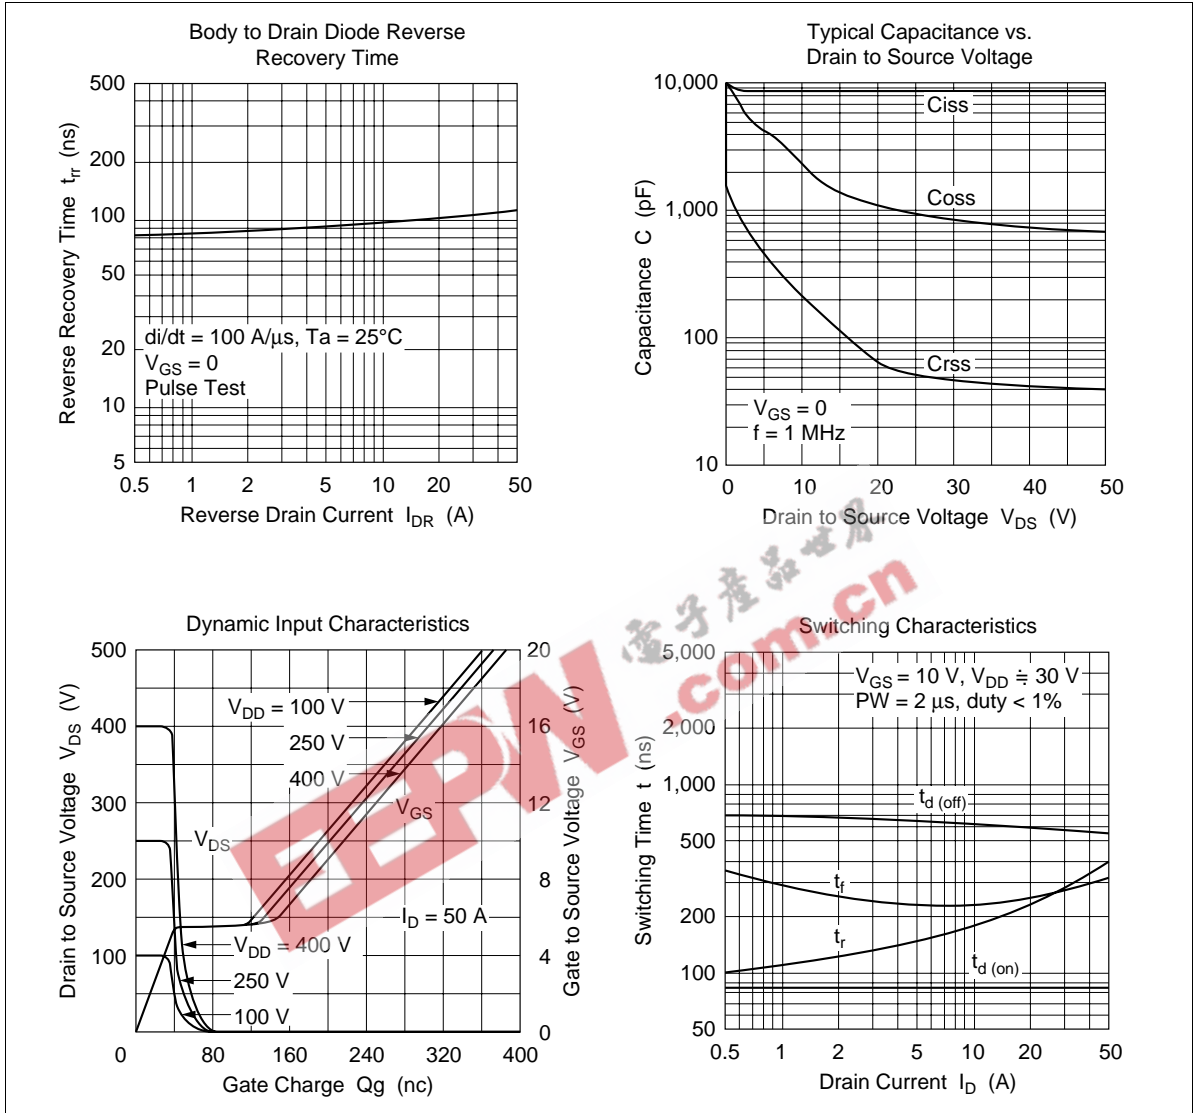 Body to Drain Diode Reverse
Recovery Time
500
200
100
50
20
10
5
Reverse Recovery Time trr (ns)
di/dt = 100 A/µs, Ta = 25°C
VGS = 0
Pulse Test
0.5 1 2 5 10 20 50
Reverse Drain Current IDR (A)
Typical Capacitance vs.
Drain to Source Voltage
10,000
1,000
100
10
Capacitance C (pF)
Ciss
Coss
Crss
VGS = 0
f = 1 MHz
0 10 20 30 40 50
Drain to Source Voltage VDS (V)
Dynamic Input Characteristics
500
400
300
200
100
0
Drain to Source Voltage VDS (V)
VDD = 100 V
250 V
400 V
VGS
VDS
ID = 50 A
VDD = 400 V
250 V
100 V
20
16
12
8
4
0
Gate to Source Voltage VGS (V)
80 160 240 320 400
Gate Charge Qg (nc)
Switching Characteristics
5,000
2,000
1,000
500
200
100
50
Switching Time t (ns)
VGS = 10 V, VDD ≒ 30 V
PW = 2 µs, duty < 1%
td (off)
tf
tr
td (on)
0.5 1 2 5 10 20 50
Drain Current ID (A)
EEPW
.com.cn
電子產品世界